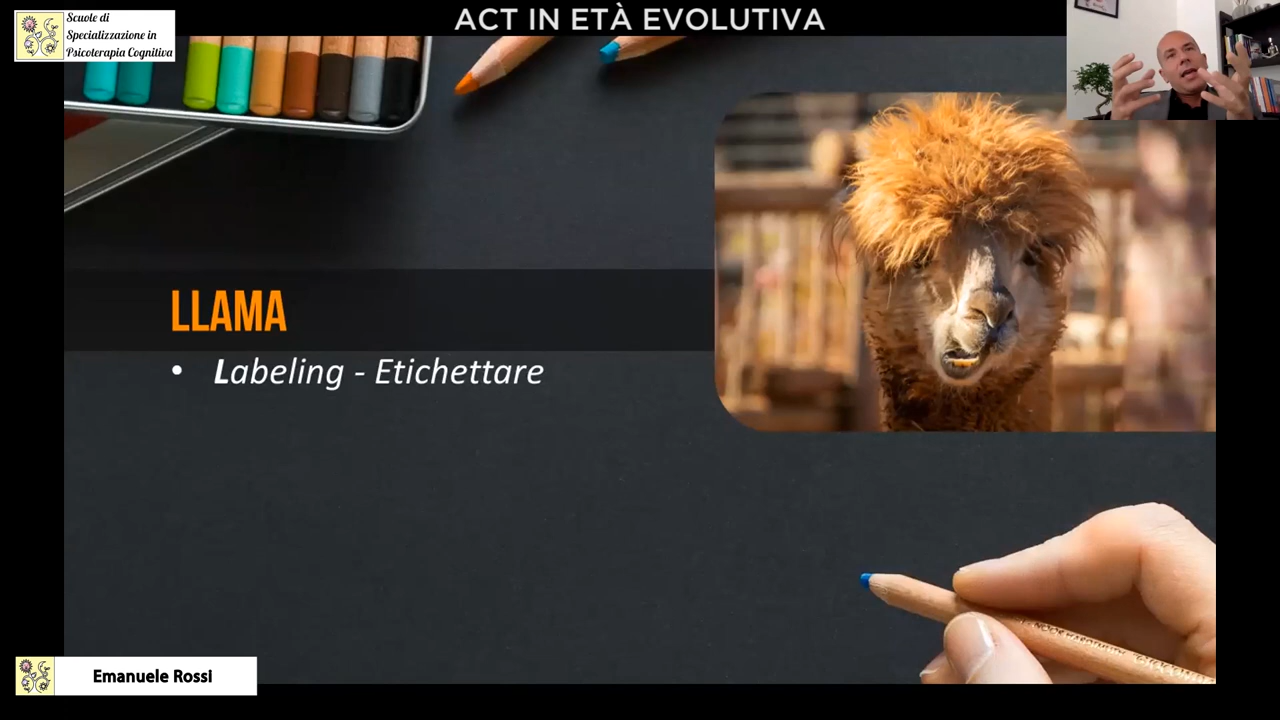 Scuole di
Specializzazione in
Psicoterapia Cognitiva
ACT IN ETÀ EVOLUTIVA
LLAMA
• Labeling - Etichettare
Emanuele Rossi